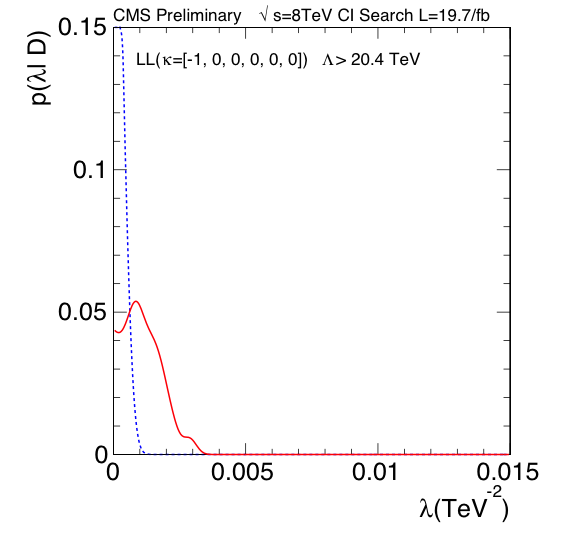 CMS Preliminary √ s=8TeV CI Search L=19.7/fb
LL(κ=[-1, 0, 0, 0, 0, 0]) Λ> 20.4 TeV
p(λ| D)
0.15
0.1
0.05
0
0 0.005 0.01 0.015
λ(TeV⁻²)